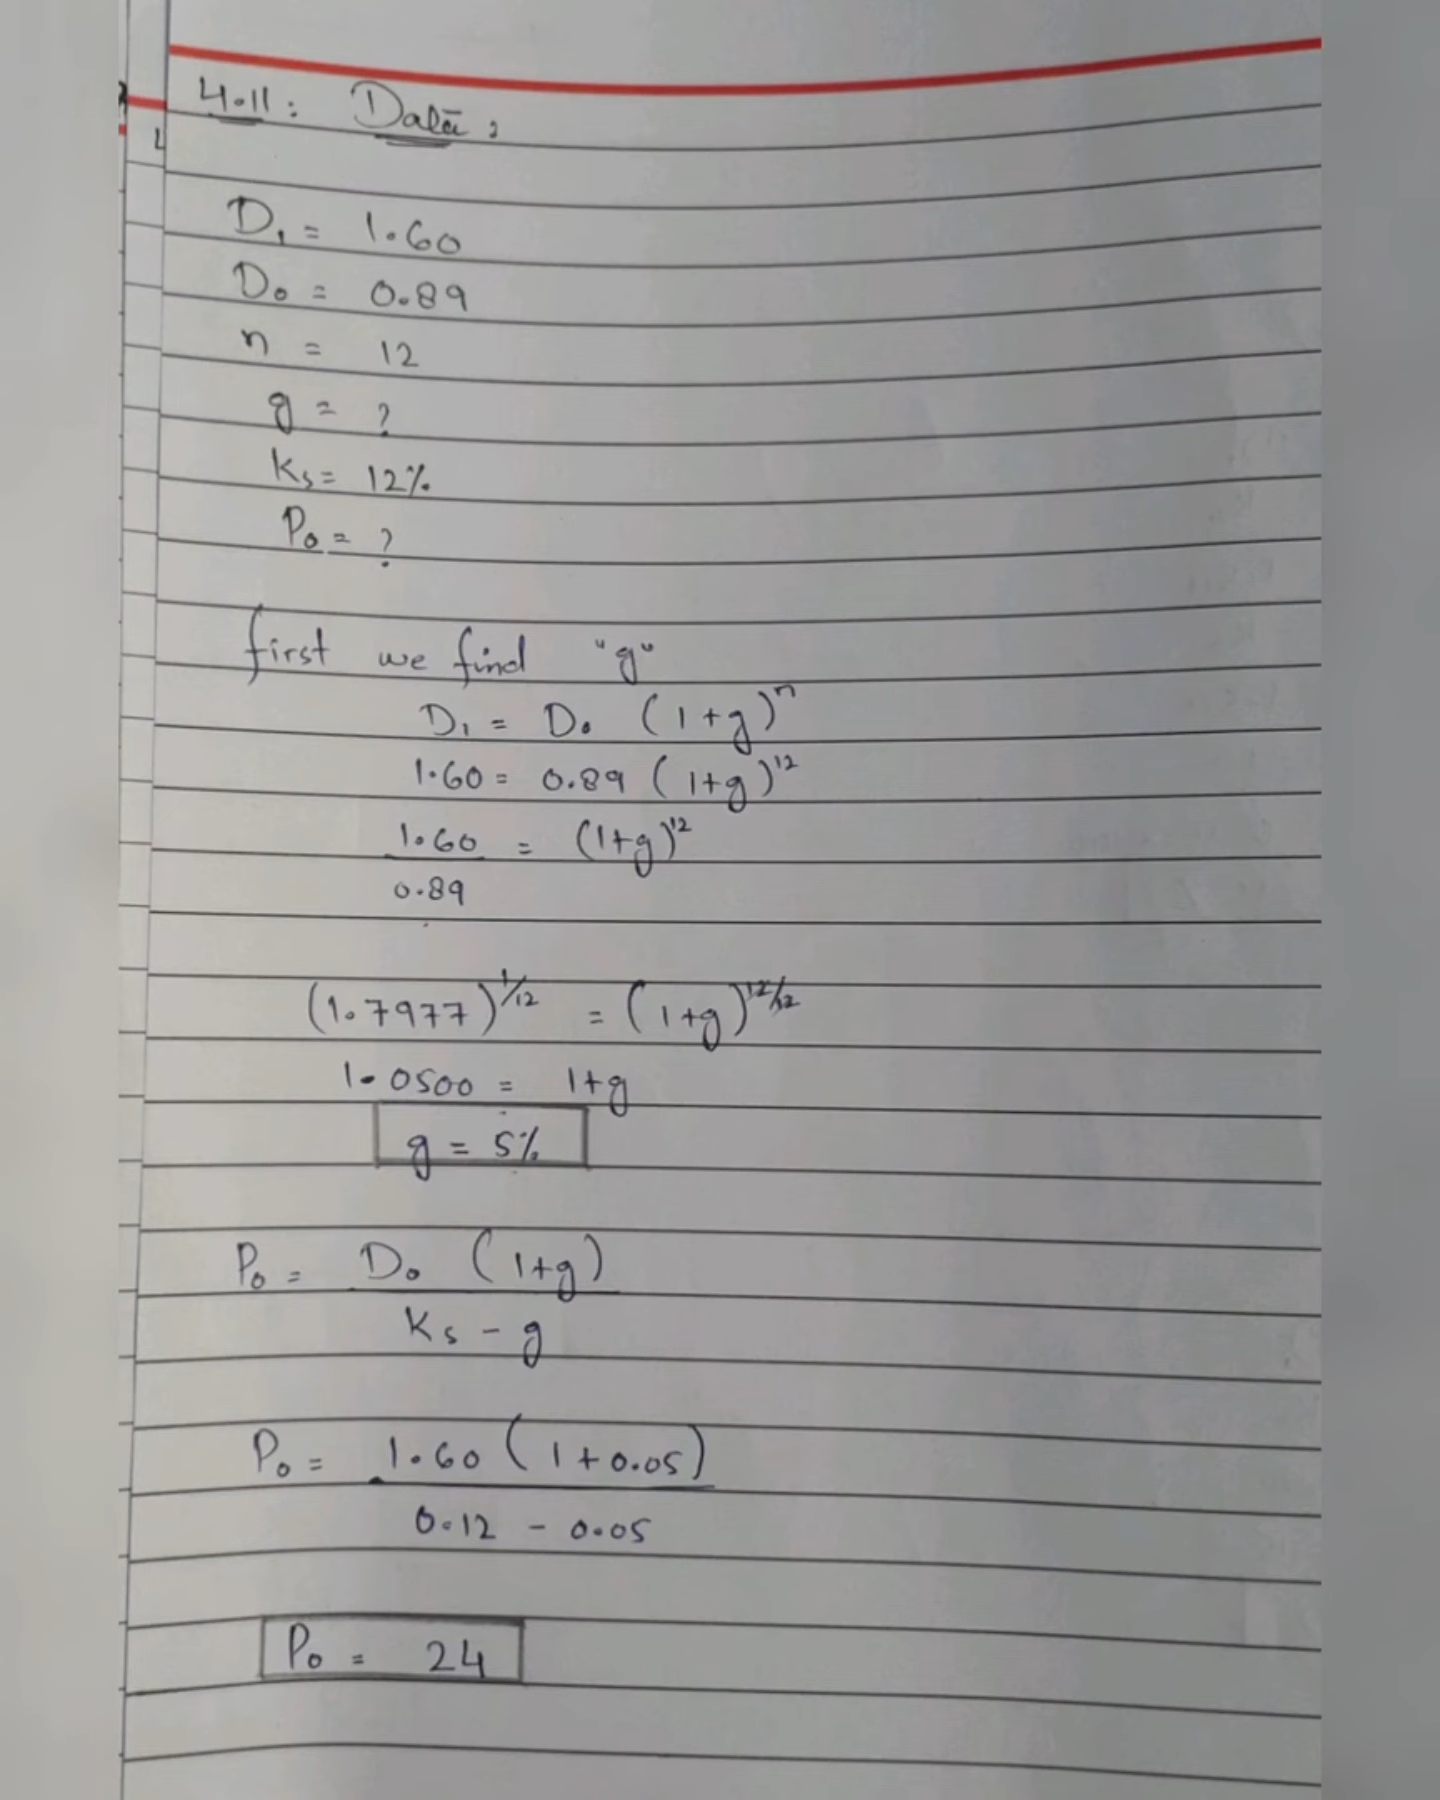 4.11: Data:
D₁ = 1.60
D₀ = 0.89
n = 12
g = ?
Ks = 12%
P₀ = ?
first we find "g"
D₁ = D₀ (1+g)ⁿ
1.60 = 0.89 (1+g)¹²
1.60 / 0.89 = (1+g)¹²
(1.7977)^1/12 = (1+g)^12/12
1.0500 = 1+g
g = 5%
P₀ = D₀ (1+g) / Ks - g
P₀ = 1.60 (1+0.05) / 0.12 - 0.05
P₀ = 24